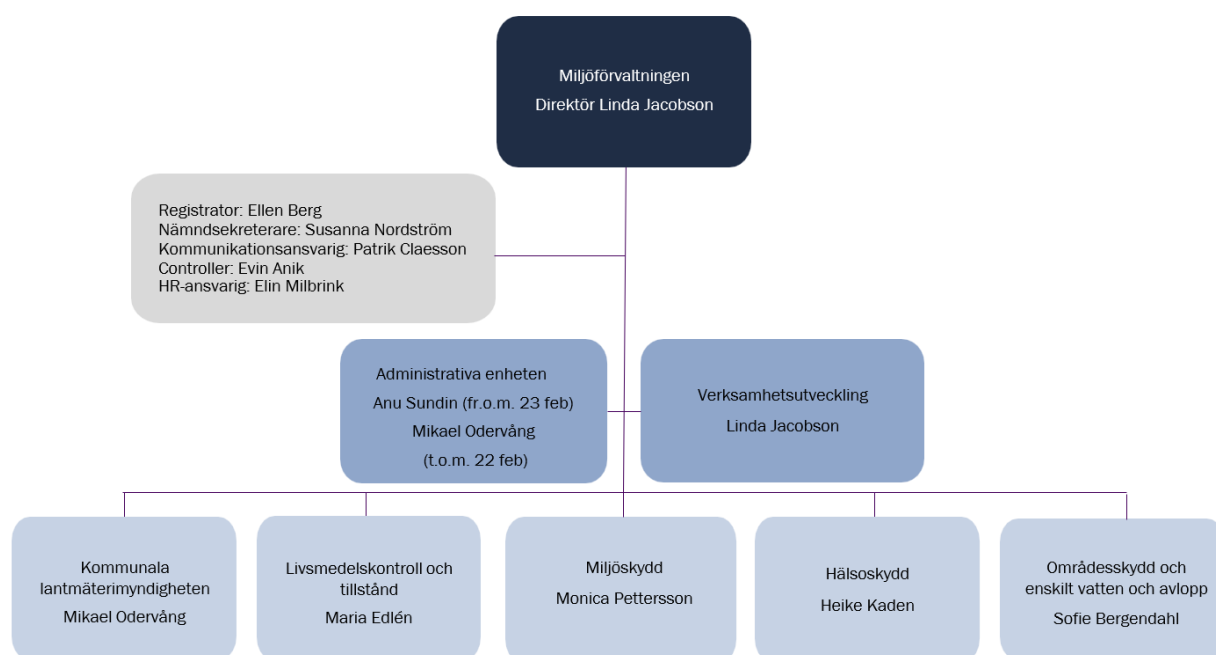 Miljöförvaltningen
Direktör Linda Jacobson
Registrator: Ellen Berg
Nämndsekreterare: Susanna Nordström
Kommunikationsansvarig: Patrik Claesson
Controller: Evin Anik
HR-ansvarig: Elin Milbrink
Administrativa enheten
Anu Sundin (fr.o.m. 23 feb)
Mikael Odervång
(t.o.m. 22 feb)
Verksamhetsutveckling
Linda Jacobson
Kommunala
lantmäterimyndigheten
Mikael Odervång
Livsmedelskontroll och
tillstånd
Maria Edlén
Miljöskydd
Monica Pettersson
Hälsoskydd
Heike Kaden
Områdesskydd och
enskilt vatten och avlopp
Sofie Bergendahl